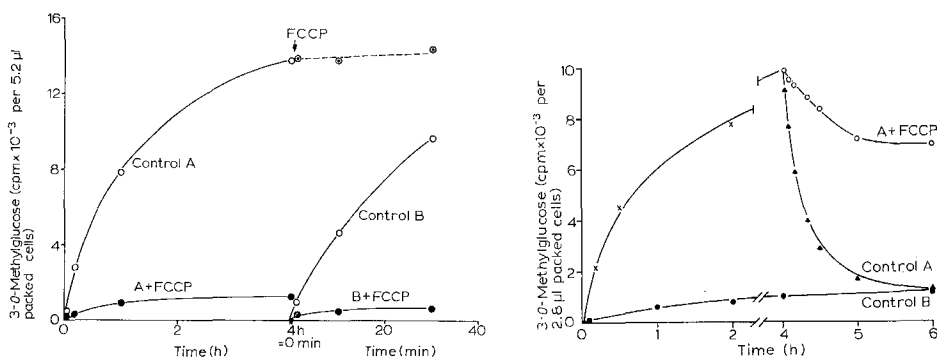 3-O-Methylglucose (cpm×10⁻³ per 5.2 μl
packed cells)
16
12
8
4
0
FCCP
Control A
Control B
A+FCCP
B+FCCP
0
2
4h
=0 min
20
40
Time (h)
Time (min)
3-O-Methylglucose (cpm×10⁻³ per
2.8 μl packed cells)
10
8
6
4
2
0
A+FCCP
Control A
Control B
0
1
2
4
5
6
Time (h)